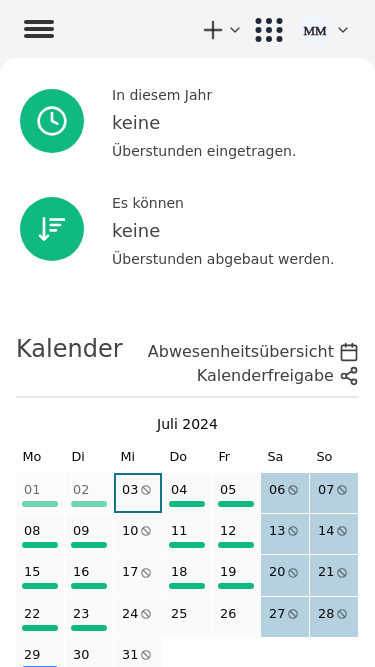 MM
In diesem Jahr
keine
Überstunden eingetragen.
Es können
keine
Überstunden abgebaut werden.
Kalender
Abwesenheitsübersicht
Kalenderfreigabe
Juli 2024
Mo Di Mi Do Fr Sa So
01 02 03 04 05 06 07
08 09 10 11 12 13 14
15 16 17 18 19 20 21
22 23 24 25 26 27 28
29 30 31